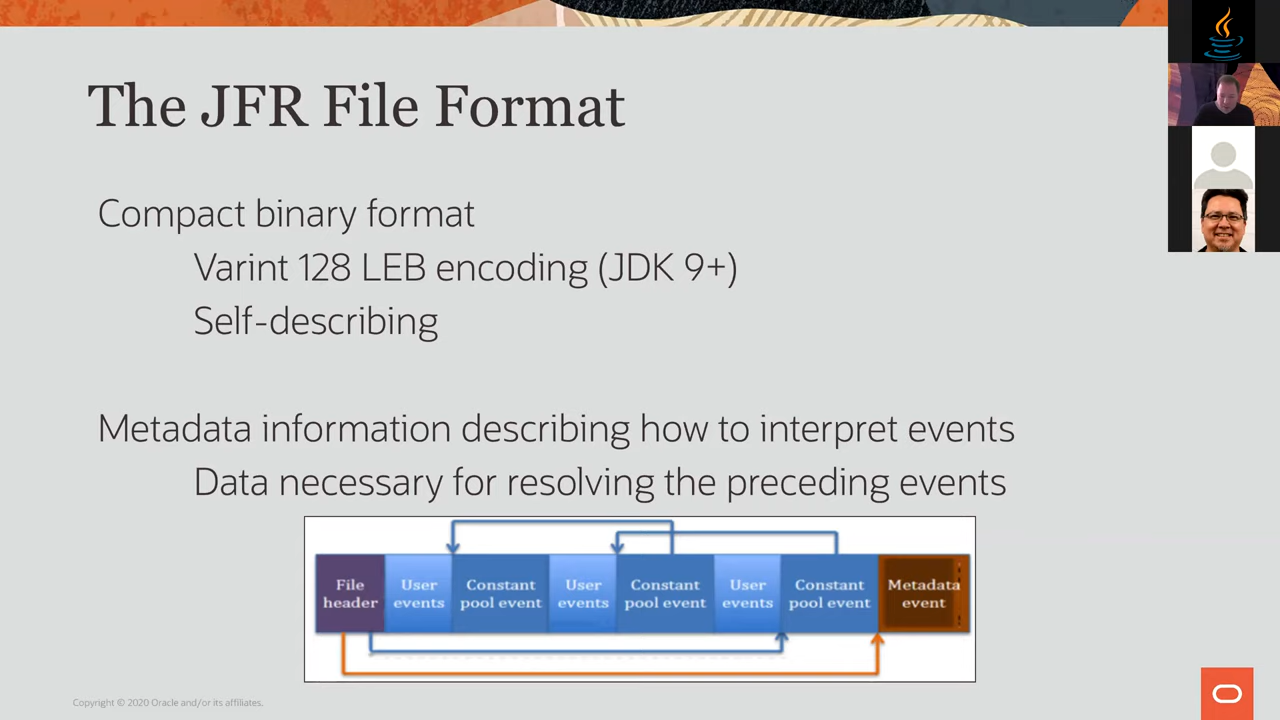 The JFR File Format
Compact binary format
Varint 128 LEB encoding (JDK 9+)
Self-describing
Metadata information describing how to interpret events
Data necessary for resolving the preceding events
File header
User events
Constant pool event
User events
Constant pool event
User events
Constant pool event
Metadata event
Copyright © 2020 Oracle and/or its affiliates.